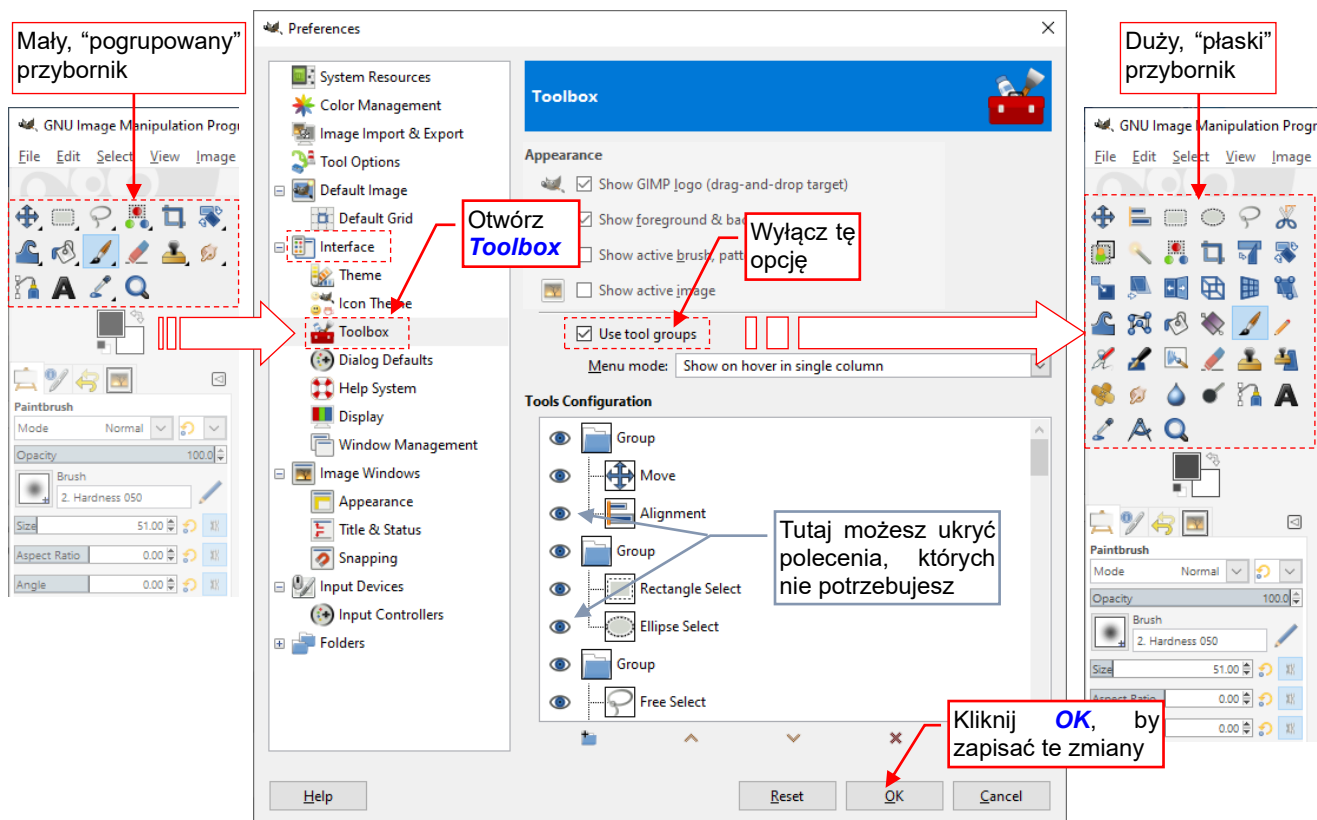 Mały, “pogrupowany”
przybornik
GNU Image Manipulation Progr
File Edit Select View Image
Paintbrush
Mode Normal
Opacity 100.0
Brush
2. Hardness 050
Size 51.00
Aspect Ratio 0.00
Angle 0.00
Preferences
System Resources
Color Management
Image Import & Export
Tool Options
Default Image
Default Grid
Interface
Theme
Icon Theme
Toolbox
Dialog Defaults
Help System
Display
Window Management
Image Windows
Appearance
Title & Status
Snapping
Input Devices
Input Controllers
Folders
Otwórz
Toolbox
Toolbox
Appearance
Show GIMP logo (drag-and-drop target)
Show foreground & bac
Show active brush, patt
Show active image
Wyłącz tę
opcję
Use tool groups
Menu mode: Show on hover in single column
Tools Configuration
Group
Move
Alignment
Group
Rectangle Select
Ellipse Select
Group
Free Select
Tutaj możesz ukryć
polecenia, których
nie potrzebujesz
Kliknij OK, by
zapisać te zmiany
Help Reset OK Cancel
Duży, “płaski”
przybornik
GNU Image Manipulation Progr
File Edit Select View Image
Paintbrush
Mode Normal
Opacity 100.0
Brush
2. Hardness 050
Size 51.00
0.00
0.00